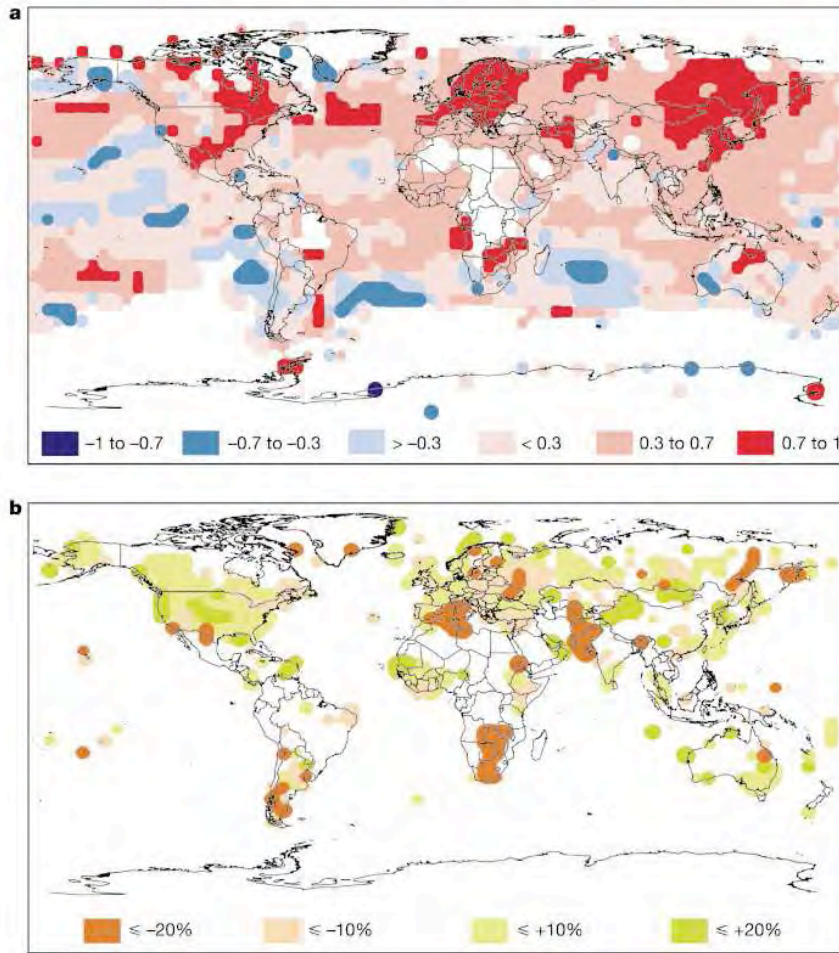 a
−1 to −0.7 −0.7 to −0.3 > −0.3 < 0.3 0.3 to 0.7 0.7 to 1
b
⩽ −20% ⩽ −10% ⩽ +10% ⩽ +20%